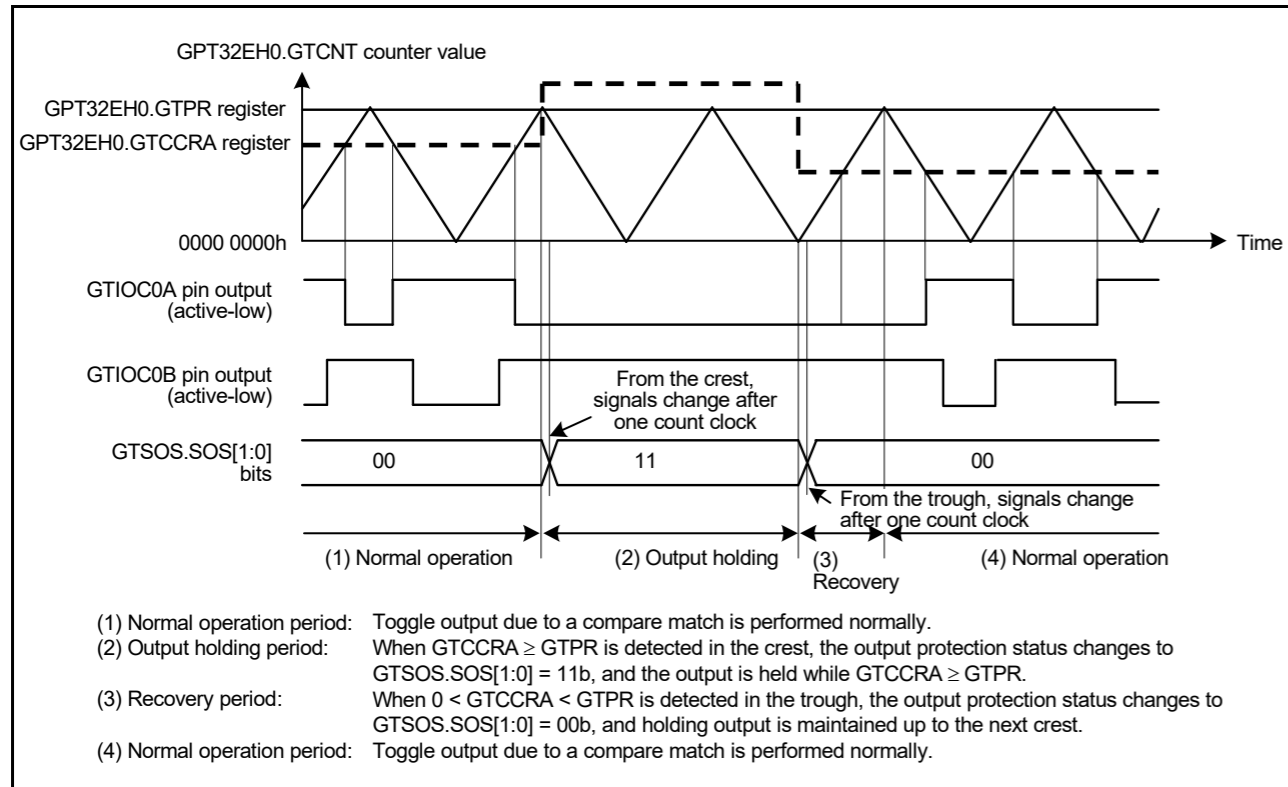 GPT32EH0.GTCNT counter value
GPT32EH0.GTPR register
GPT32EH0.GTCCRA register
0000 0000h
Time
GTIOC0A pin output
(active-low)
GTIOC0B pin output
(active-low)
From the crest,
signals change after
one count clock
GTSOS.SOS[1:0]
bits
00
11
00
From the trough, signals change
after one count clock
(1) Normal operation
(2) Output holding
(3)
Recovery
(4) Normal operation
(1) Normal operation period: Toggle output due to a compare match is performed normally.
(2) Output holding period: When GTCCRA ≥ GTPR is detected in the crest, the output protection status changes to
GTSOS.SOS[1:0] = 11b, and the output is held while GTCCRA ≥ GTPR.
(3) Recovery period: When 0 < GTCCRA < GTPR is detected in the trough, the output protection status changes to
GTSOS.SOS[1:0] = 00b, and holding output is maintained up to the next crest.
(4) Normal operation period: Toggle output due to a compare match is performed normally.